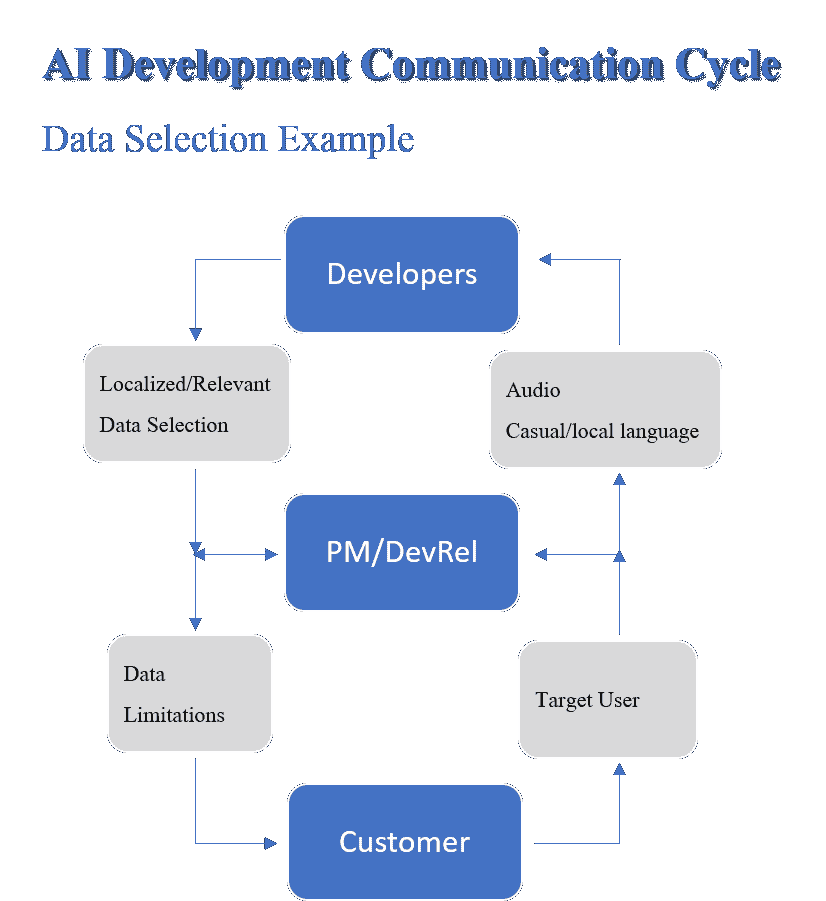 AI Development Communication Cycle
Data Selection Example
Developers
Localized/Relevant
Data Selection
Audio
Casual/local language
PM/DevRel
Data
Limitations
Target User
Customer